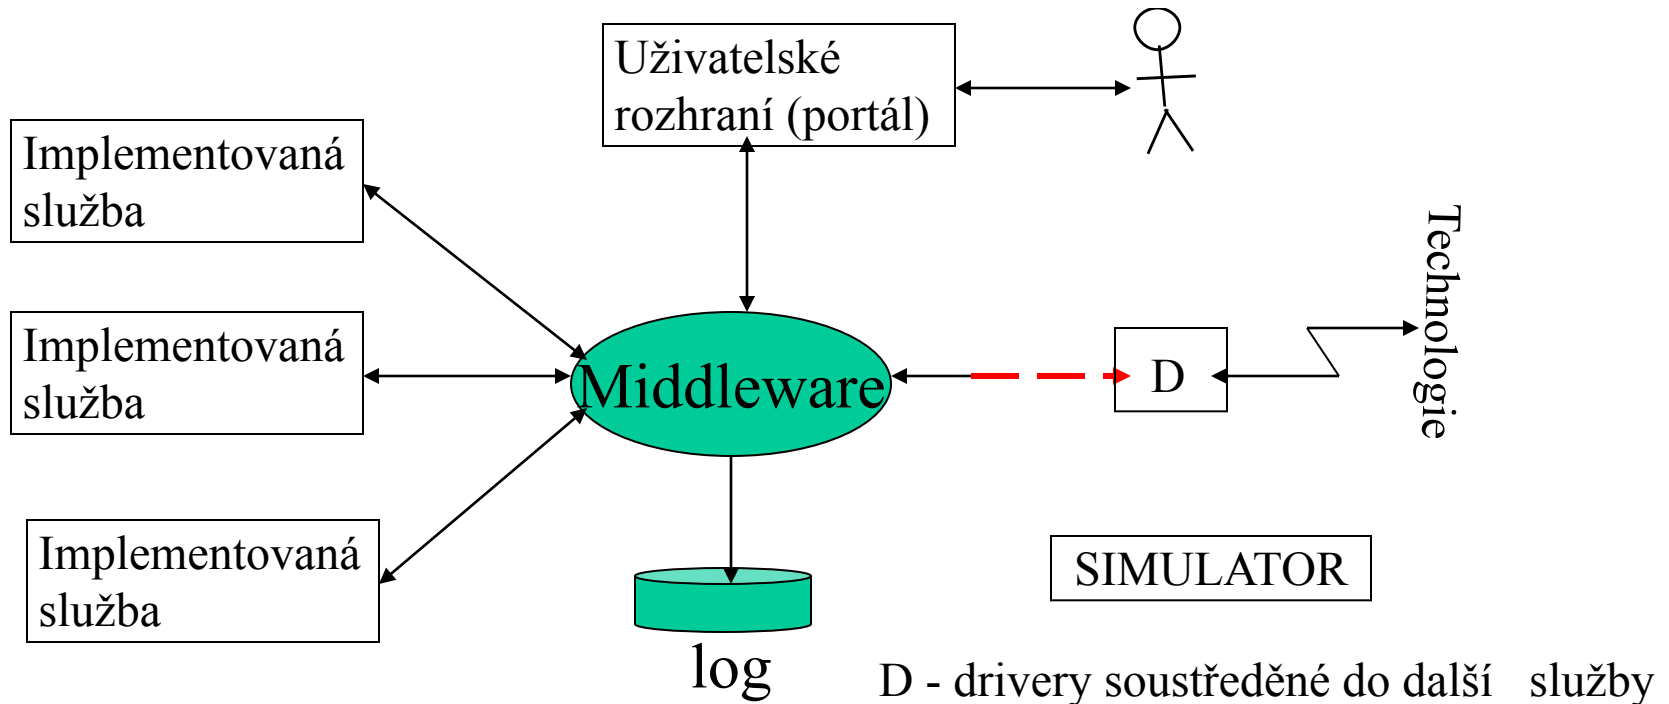 Uživatelské
rozhraní (portál)
Implementovaná
služba
Technologie
Implementovaná
služba
Middleware
D
Implementovaná
služba
SIMULATOR
log
D - drivery soustředěné do další služby